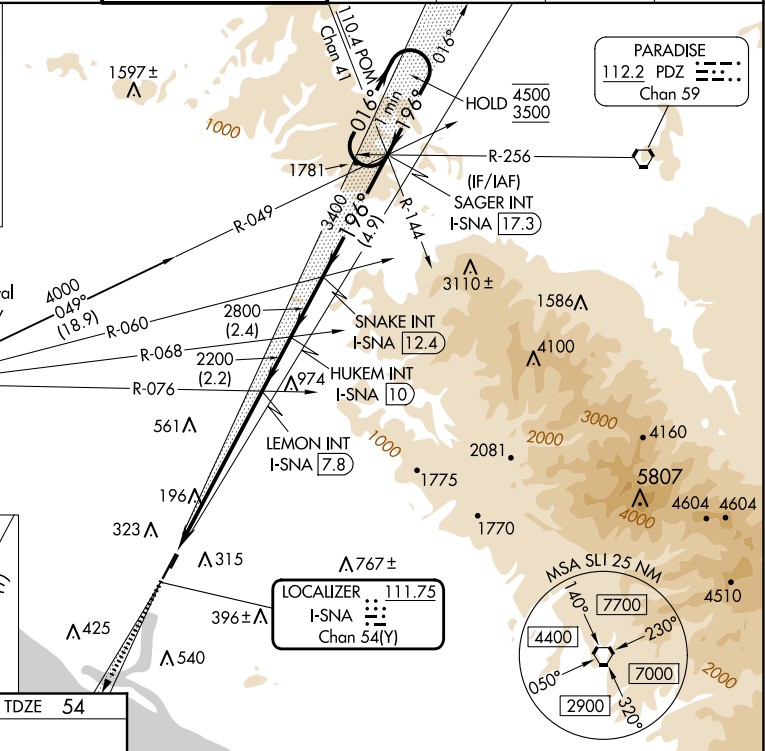 110.4 POM
Chan 41
016°
016°
1 min
196°
HOLD 4500
3500
PARADISE
112.2 PDZ
Chan 59
1597±
1000
1781
R-256
(IF/IAF)
SAGER INT
I-SNA 17.3
R-144
R-049
3400
196°
(4.9)
4000
049°
(18.9)
R-060
R-068
R-076
2800
(2.4)
2200
(2.2)
SNAKE INT
I-SNA 12.4
HUKEM INT
I-SNA 10
LEMON INT
I-SNA 7.8
974
561
196
323
315
3110±
1586
4100
3000
2000
4160
2081
1000
1775
1770
5807
4000
4604
4604
4510
2000
767±
LOCALIZER 111.75
I-SNA
Chan 54(Y)
396±
425
540
MSA SLI 25 NM
140°
7700
230°
4400
7000
050°
2900
320°
TDZE 54